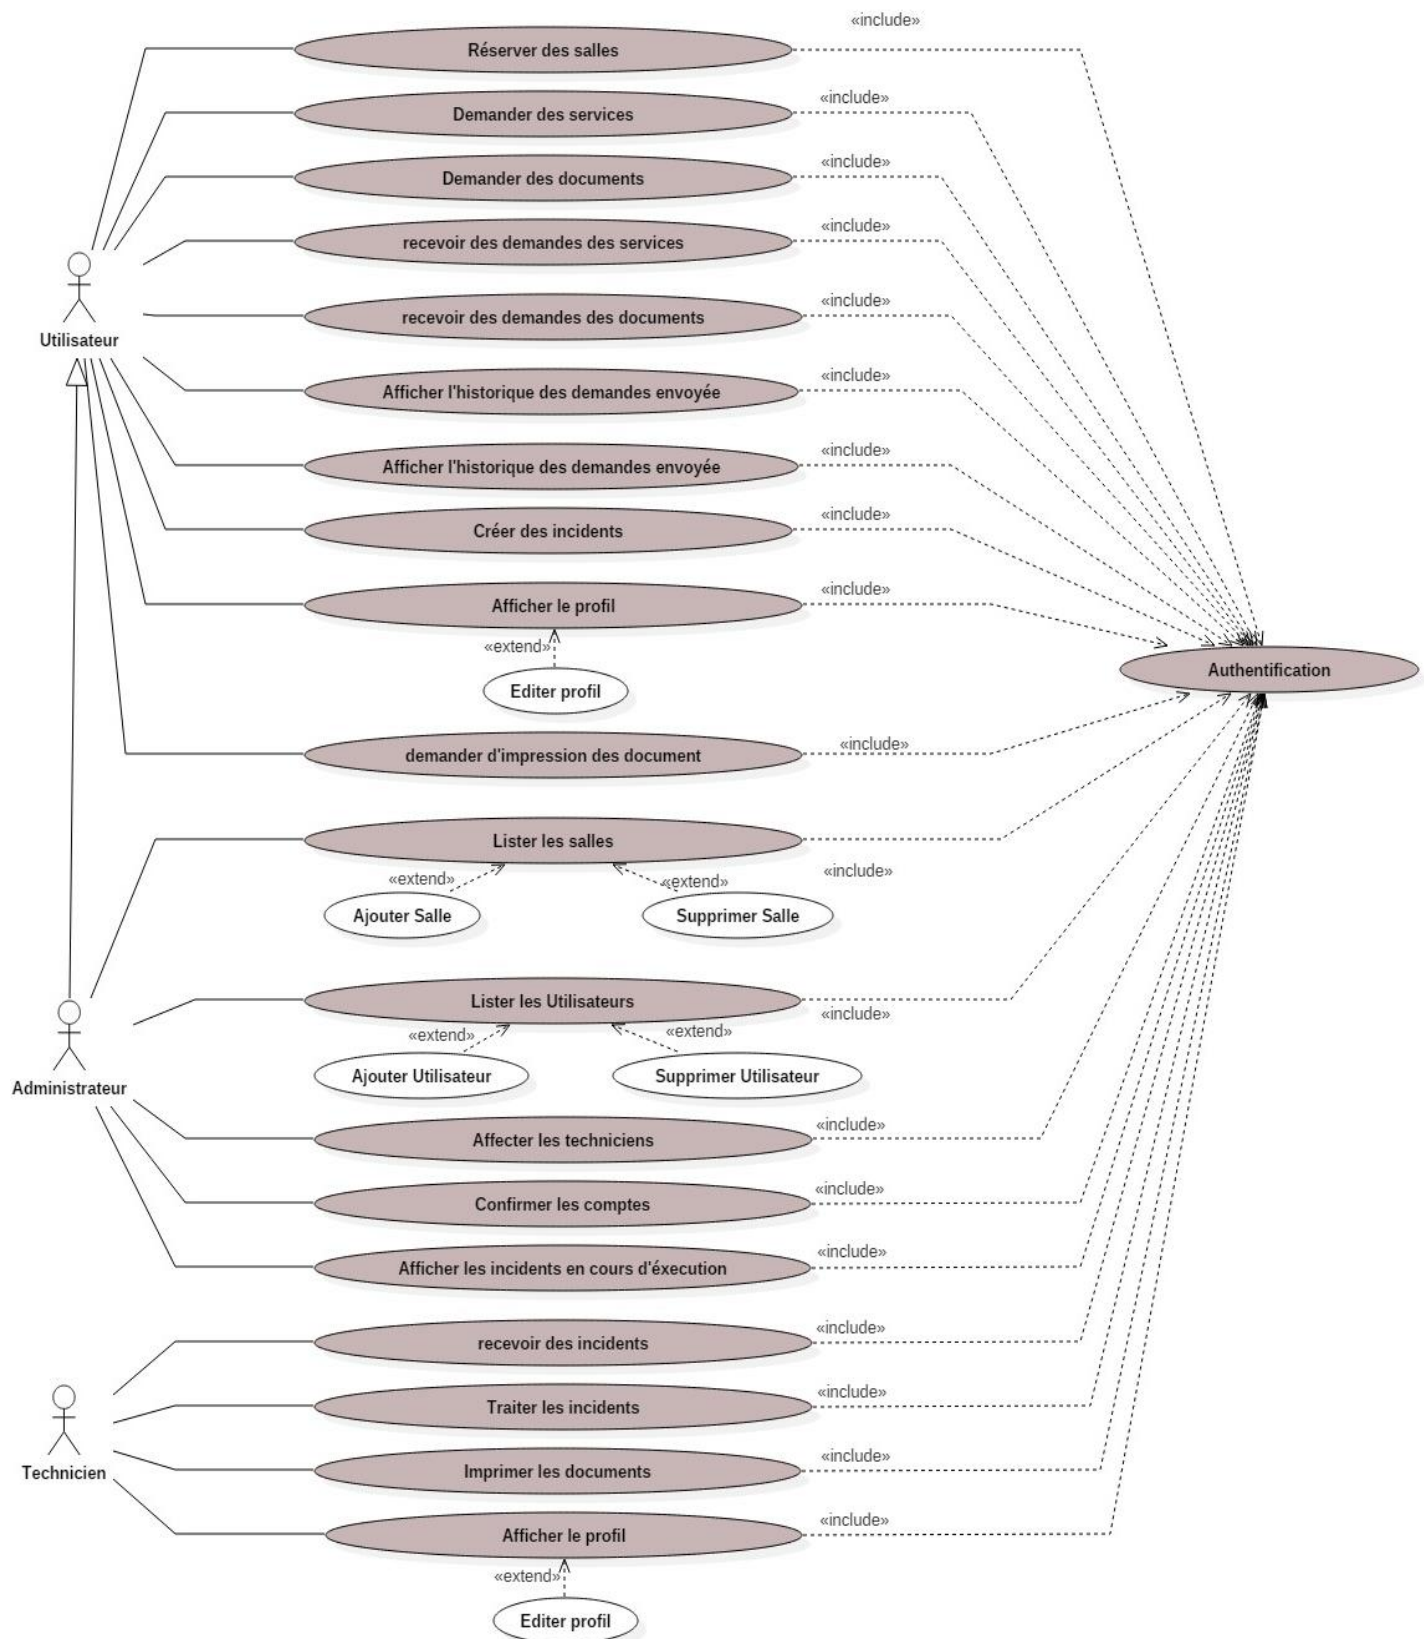 «include»
Réserver des salles
«include»
Demander des services
«include»
Demander des documents
«include»
recevoir des demandes des services
«include»
recevoir des demandes des documents
Utilisateur
«include»
Afficher l'historique des demandes envoyée
«include»
Afficher l'historique des demandes envoyée
«include»
Créer des incidents
«include»
Afficher le profil
«extend»
Editer profil
Authentification
«include»
demander d'impression des document
Lister les salles
«include»
«extend»
«extend»
Ajouter Salle
Supprimer Salle
Lister les Utilisateurs
«include»
«extend»
«extend»
Ajouter Utilisateur
Supprimer Utilisateur
Administrateur
«include»
Affecter les techniciens
«include»
Confirmer les comptes
«include»
Afficher les incidents en cours d'éxecution
«include»
recevoir des incidents
«include»
Traiter les incidents
Technicien
«include»
Imprimer les documents
«include»
Afficher le profil
«extend»
Editer profil